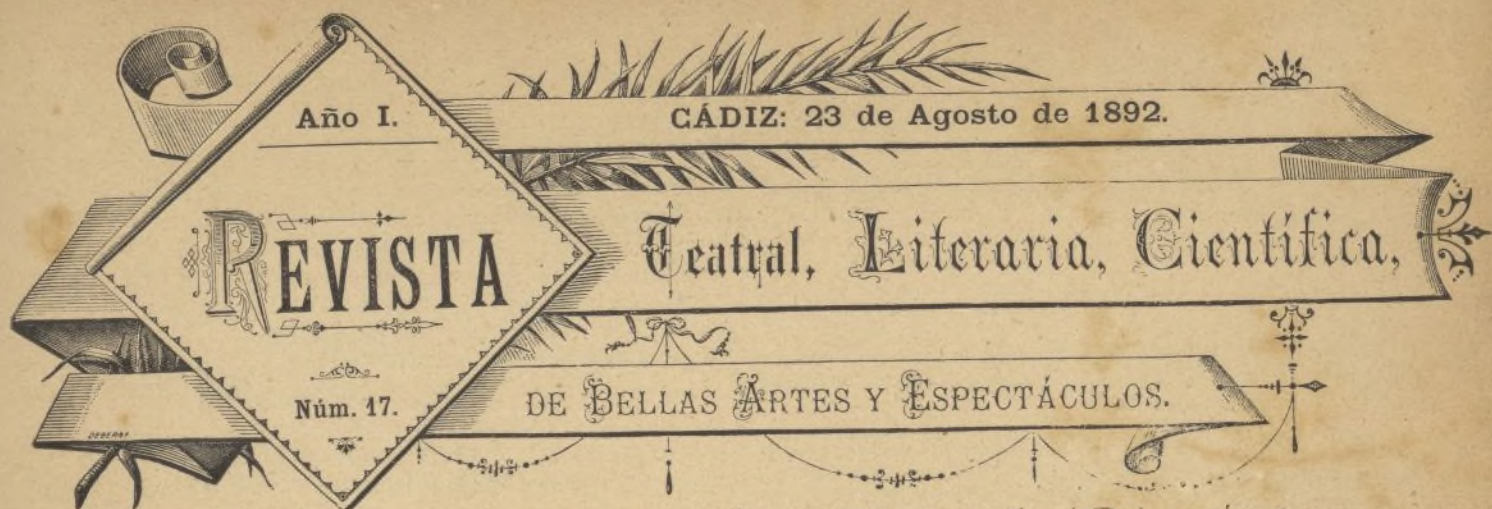 Año I.
CÁDIZ: 23 de Agosto de 1892.
REVISTA
Teatral, Literaria, Científica,
Núm. 17.
DE BELLAS ARTES Y ESPECTÁCULOS.